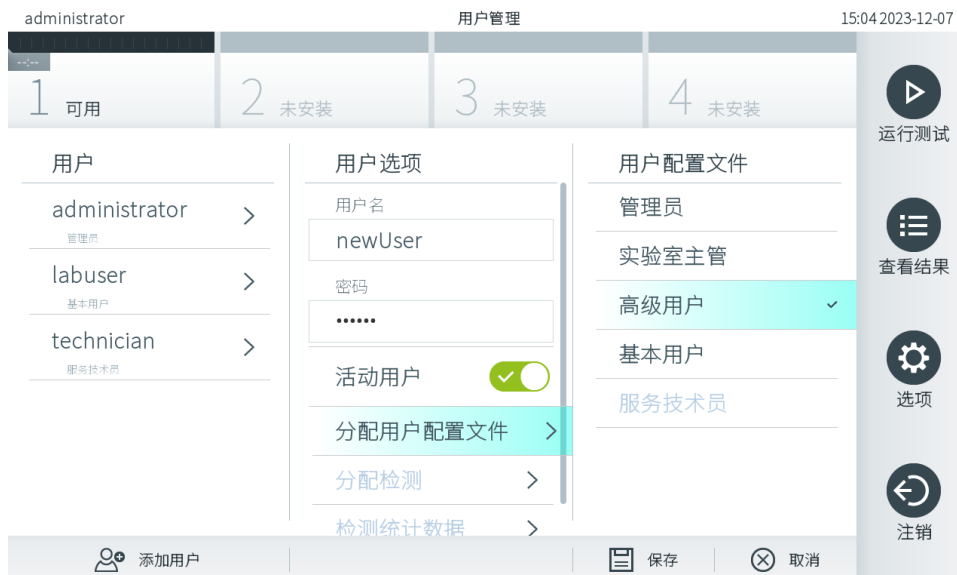 administrator 用户管理 15:04 2023-12-07
--:--
1 可用 2 未安装 3 未安装 4 未安装
运行测试
用户
administrator
管理员
labuser
基本用户
technician
服务技术员
用户选项
用户名
newUser
密码
••••••
活动用户
分配用户配置文件
分配检测
检测统计数据
用户配置文件
管理员
实验室主管
高级用户
基本用户
服务技术员
查看结果
选项
注销
添加用户 保存 取消